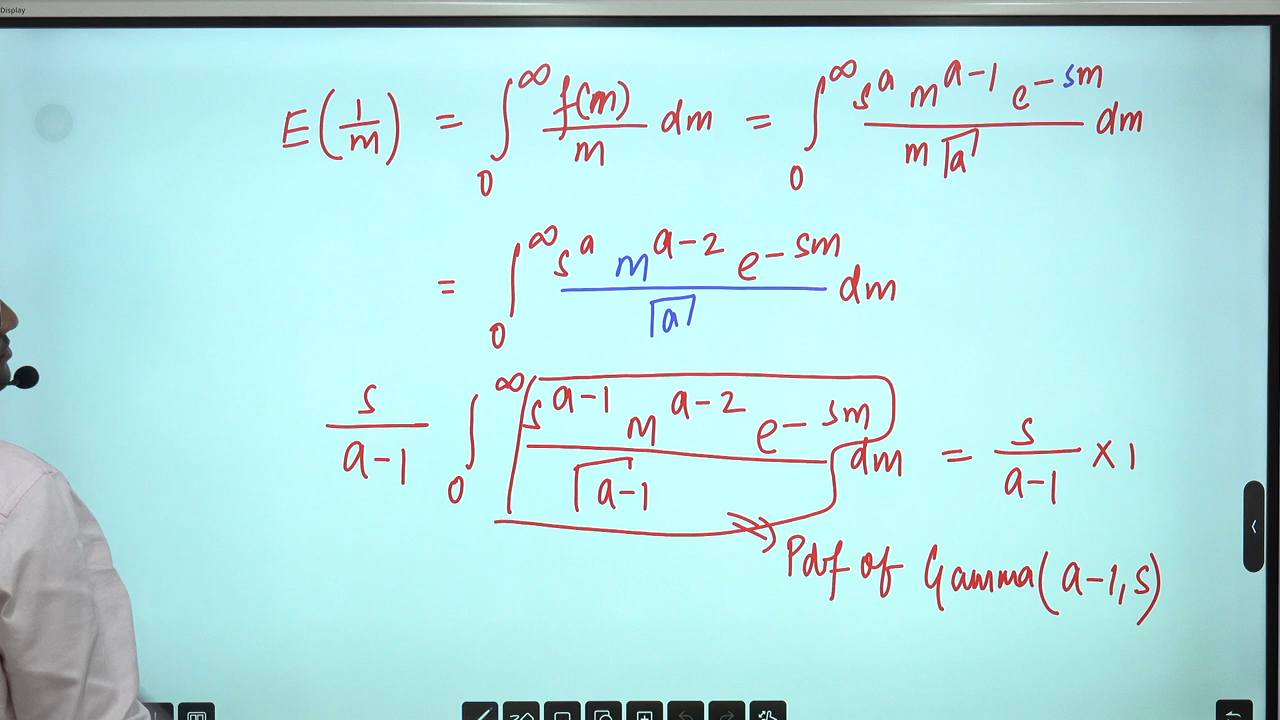 Display
E(1/m) = ∫₀^∞ f(m)/m dm = ∫₀^∞ s^a m^(a-1) e^(-sm) / (m Γa) dm
= ∫₀^∞ s^a m^(a-2) e^(-sm) / Γa dm
s/(a-1) ∫₀^∞ s^(a-1) m^(a-2) e^(-sm) / Γ(a-1) dm = s/(a-1) × 1
Pdf of Gamma(a-1, s)